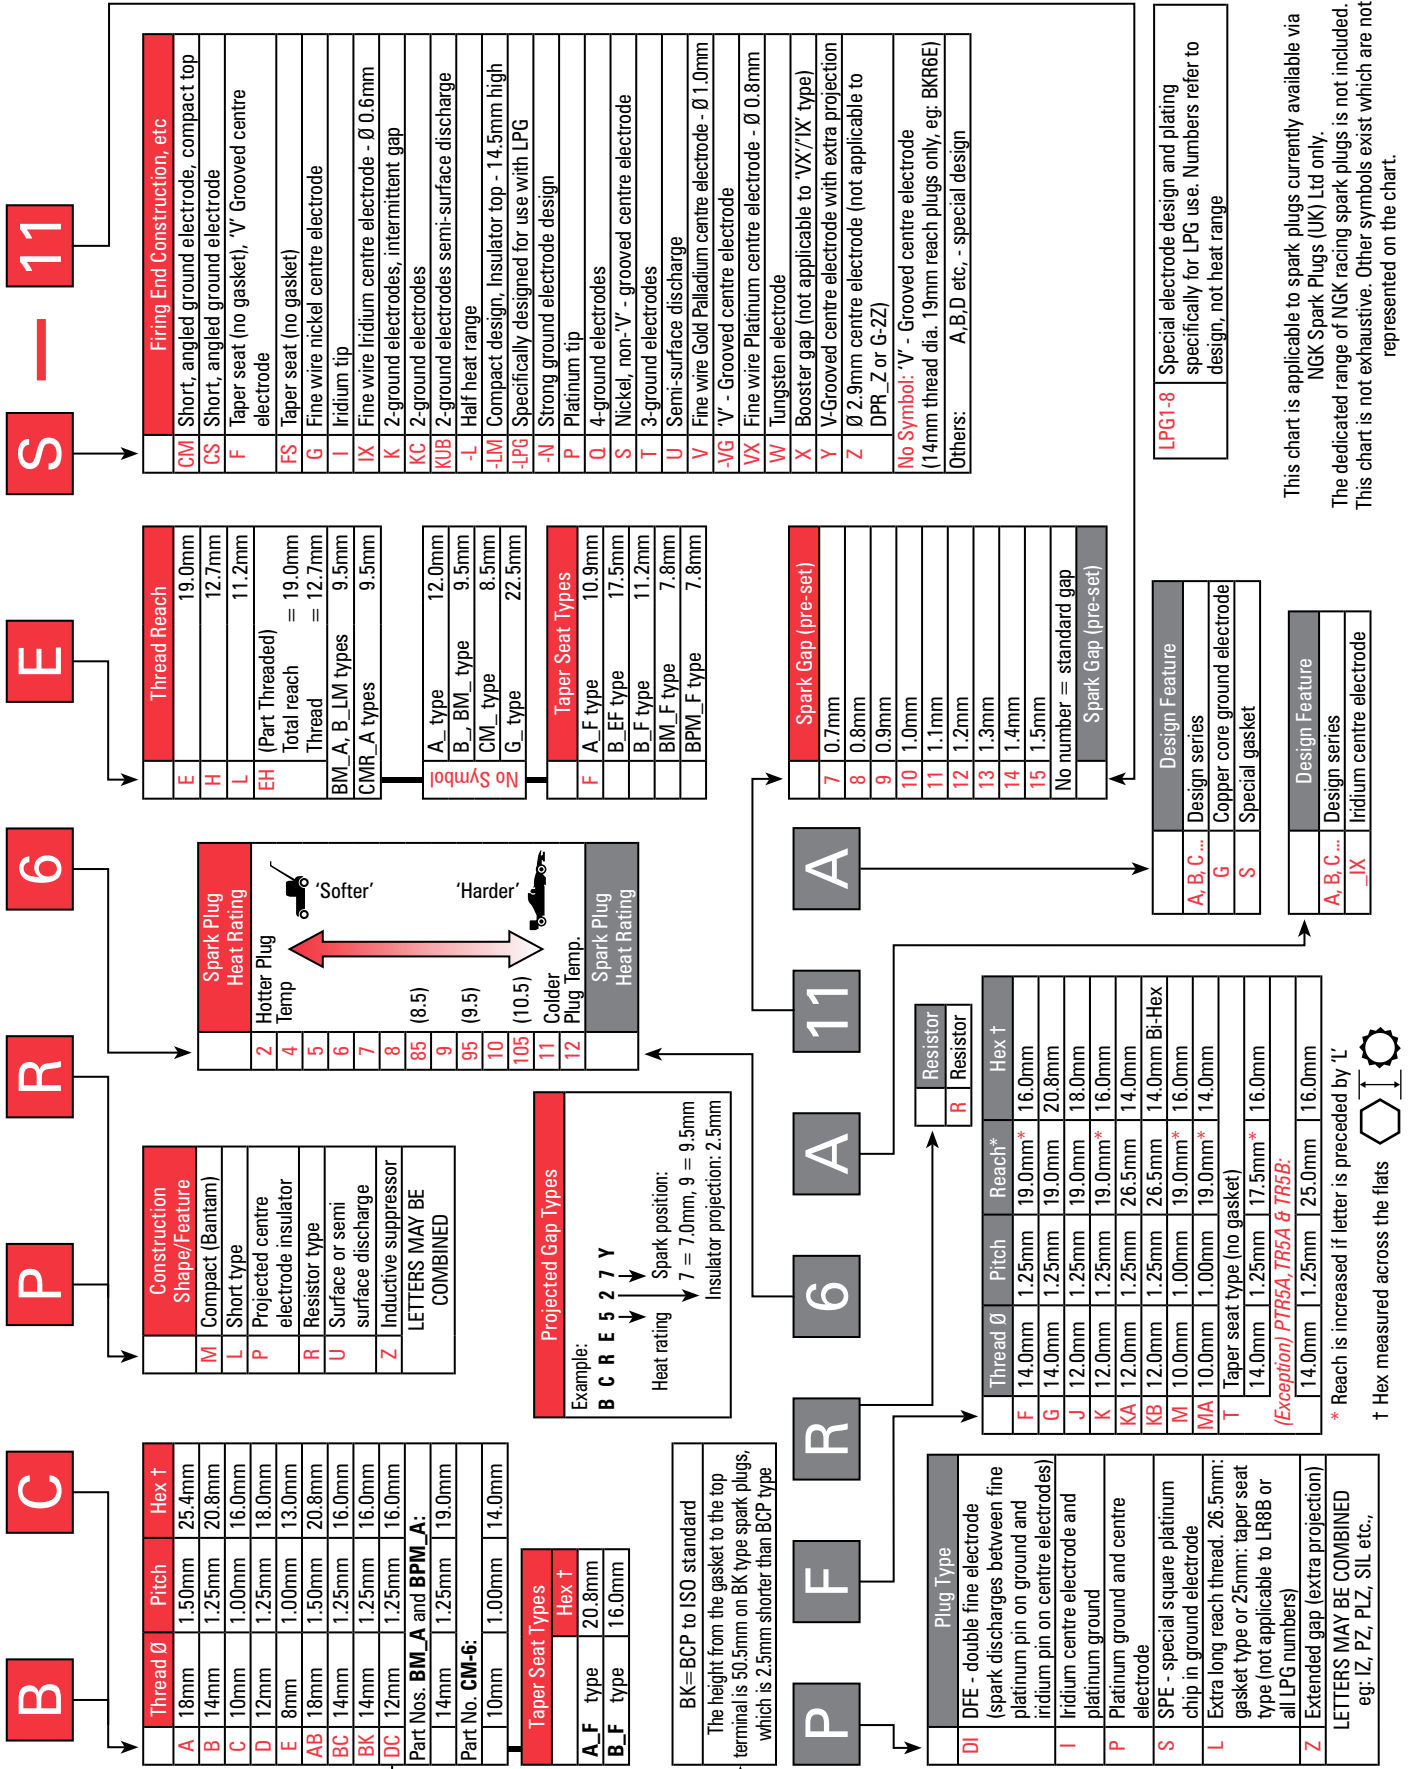 B C P R 6 E S — 11
Thread Ø Pitch Hex †
A 18mm 1.50mm 25.4mm
B 14mm 1.25mm 20.8mm
C 10mm 1.00mm 16.0mm
D 12mm 1.25mm 18.0mm
E 8mm 1.00mm 13.0mm
AB 18mm 1.50mm 20.8mm
BC 14mm 1.25mm 16.0mm
BK 14mm 1.25mm 16.0mm
DC 12mm 1.25mm 16.0mm
Part Nos. BM_A and BPM_A:
14mm 1.25mm 19.0mm
Part No. CM-6:
10mm 1.00mm 14.0mm
Taper Seat Types
Hex †
A_F type 20.8mm
B_F type 16.0mm
BK=BCP to ISO standard
The height from the gasket to the top
terminal is 50.5mm on BK type spark plugs,
which is 2.5mm shorter than BCP type
Construction
Shape/Feature
M Compact (Bantam)
L Short type
P Projected centre
electrode insulator
R Resistor type
U Surface or semi
surface discharge
Z Inductive suppressor
LETTERS MAY BE
COMBINED
Projected Gap Types
Example:
B C R E 5 2 7 Y
Heat rating
Spark position:
7 = 7.0mm, 9 = 9.5mm
Insulator projection: 2.5mm
Spark Plug
Heat Rating
2 Hotter Plug
4 Temp
5
6 'Softer'
7
8
85 (8.5)
9
95 (9.5) 'Harder'
10
105 (10.5)
11 Colder
12 Plug Temp.
Spark Plug
Heat Rating
Thread Reach
E 19.0mm
H 12.7mm
L 11.2mm
EH (Part Threaded)
Total reach = 19.0mm
Thread = 12.7mm
BM_A, B_LM types 9.5mm
CMR_A types 9.5mm
No Symbol
A_ type 12.0mm
B_, BM_ type 9.5mm
CM_ type 8.5mm
G_ type 22.5mm
Taper Seat Types
F A_F type 10.9mm
B_EF type 17.5mm
B_F type 11.2mm
BM_F type 7.8mm
BPM_F type 7.8mm
Firing End Construction, etc
CM Short, angled ground electrode, compact top
CS Short, angled ground electrode
F Taper seat (no gasket), 'V' Grooved centre
electrode
FS Taper seat (no gasket)
G Fine wire nickel centre electrode
I Iridium tip
IX Fine wire Iridium centre electrode - Ø 0.6mm
K 2-ground electrodes, intermittent gap
KC 2-ground electrodes
KUB 2-ground electrodes semi-surface discharge
-L Half heat range
-LM Compact design, Insulator top - 14.5mm high
-LPG Specifically designed for use with LPG
-N Strong ground electrode design
P Platinum tip
Q 4-ground electrodes
S Nickel, non-'V' - grooved centre electrode
T 3-ground electrodes
U Semi-surface discharge
V Fine wire Gold Palladium centre electrode - Ø 1.0mm
-VG 'V' - Grooved centre electrode
VX Fine wire Platinum centre electrode - Ø 0.8mm
W Tungsten electrode
X Booster gap (not applicable to 'VX'/'IX' type)
Y V-Grooved centre electrode with extra projection
Z Ø 2.9mm centre electrode (not applicable to
DPR_Z or G-2Z)
No Symbol: 'V' - Grooved centre electrode
(14mm thread dia. 19mm reach plugs only, eg: BKR6E)
Others: A,B,D etc, - special design
Spark Gap (pre-set)
7 0.7mm
8 0.8mm
9 0.9mm
10 1.0mm
11 1.1mm
12 1.2mm
13 1.3mm
14 1.4mm
15 1.5mm
No number = standard gap
Spark Gap (pre-set)
P F R 6 A 11 A
Plug Type
DI DFE - double fine electrode
(spark discharges between fine
platinum pin on ground and
iridium pin on centre electrodes)
I Iridium centre electrode and
platinum ground
P Platinum ground and centre
electrode
S SPE - special square platinum
chip in ground electrode
L Extra long reach thread. 26.5mm:
gasket type or 25mm: taper seat
type (not applicable to LR8B or
all LPG numbers)
Z Extended gap (extra projection)
LETTERS MAY BE COMBINED
eg: IZ, PZ, PLZ, SIL etc.,
Thread Ø Pitch Reach* Hex †
F 14.0mm 1.25mm 19.0mm* 16.0mm
G 14.0mm 1.25mm 19.0mm 20.8mm
J 12.0mm 1.25mm 19.0mm 18.0mm
K 12.0mm 1.25mm 19.0mm* 16.0mm
KA 12.0mm 1.25mm 26.5mm 14.0mm
KB 12.0mm 1.25mm 26.5mm 14.0mm Bi-Hex
M 10.0mm 1.00mm 19.0mm* 16.0mm
MA 10.0mm 1.00mm 19.0mm* 14.0mm
T Taper seat type (no gasket)
14.0mm 1.25mm 17.5mm* 16.0mm
(Exception) PTR5A, TR5A & TR5B:
14.0mm 1.25mm 25.0mm 16.0mm
* Reach is increased if letter is preceded by 'L'
† Hex measured across the flats
Resistor
R Resistor
Design Feature
A, B, C... Design series
G Copper core ground electrode
S Special gasket
Design Feature
A, B, C... Design series
_IX Iridium centre electrode
LPG1-8 Special electrode design and plating
specifically for LPG use. Numbers refer to
design, not heat range
This chart is applicable to spark plugs currently available via
NGK Spark Plugs (UK) Ltd only.
The dedicated range of NGK racing spark plugs is not included.
This chart is not exhaustive. Other symbols exist which are not
represented on the chart.